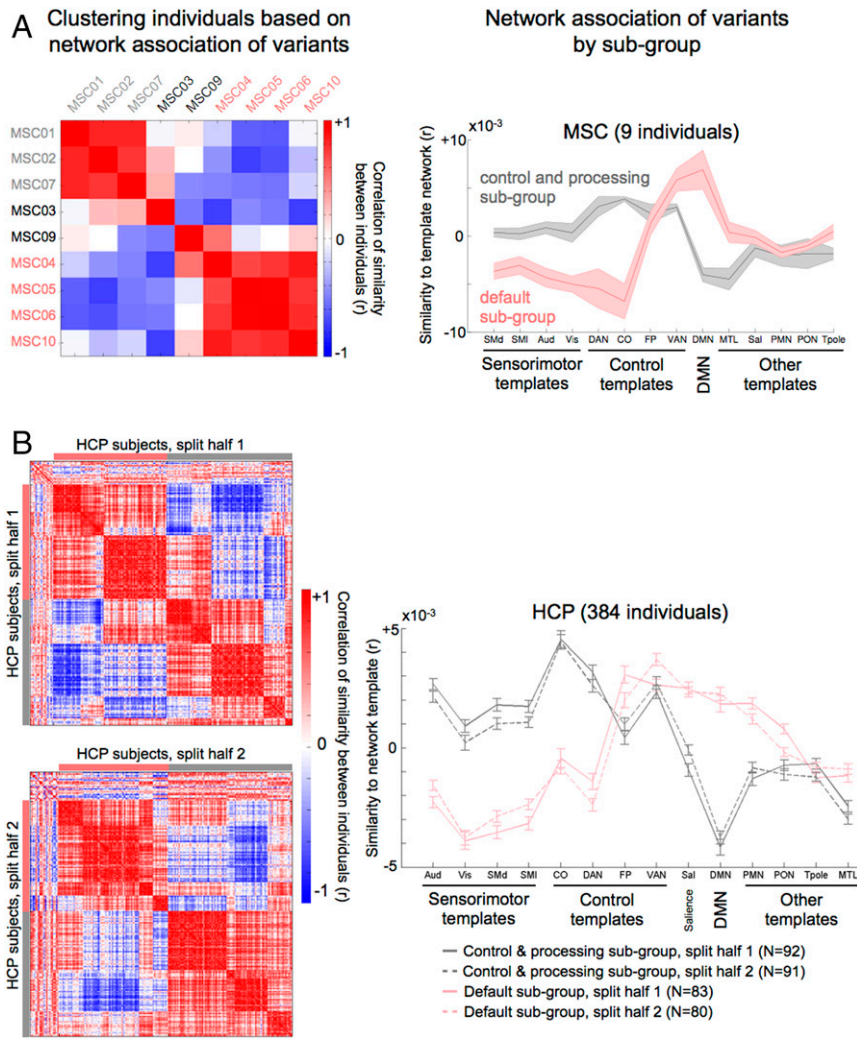 A
Clustering individuals based on
network association of variants
MSC01
MSC02
MSC07
MSC03
MSC09
MSC04
MSC05
MSC06
MSC10
MSC01
MSC02
MSC07
MSC03
MSC09
MSC04
MSC05
MSC06
MSC10
+1
0
-1
Correlation of similarity
between individuals (r)
Network association of variants
by sub-group
MSC (9 individuals)
x10-3
+10
0
-10
Similarity to template network (r)
control and processing
sub-group
default
sub-group
SMd SMl Aud Vis DAN CO FP VAN DMN MTL Sal PMN PON Tpole
Sensorimotor
templates
Control
templates
DMN
Other
templates
B
HCP subjects, split half 1
HCP subjects, split half 1
HCP subjects, split half 2
HCP subjects, split half 2
+1
0
-1
Correlation of similarity between individuals (r)
HCP (384 individuals)
x10-3
+5
0
-5
Similarity to network template (r)
Aud Vis SMd SMl CO DAN FP VAN Sal DMN PMN PON Tpole MTL
Sensorimotor
templates
Control
templates
Salience
DMN
Other
templates
Control & processing sub-group, split half 1 (N=92)
Control & processing sub-group, split half 2 (N=91)
Default sub-group, split half 1 (N=83)
Default sub-group, split half 2 (N=80)